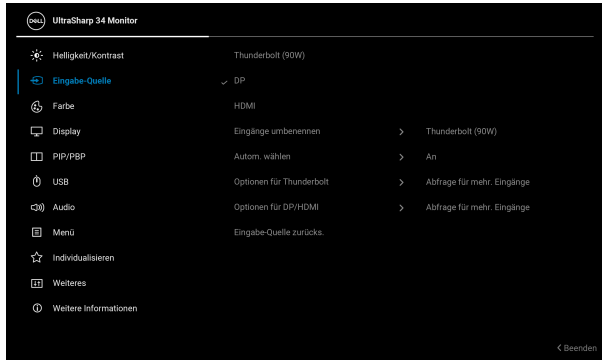 DELL UltraSharp 34 Monitor
Helligkeit/Kontrast Thunderbolt (90W)
Eingabe-Quelle DP
Farbe HDMI
Display Eingänge umbenennen Thunderbolt (90W)
PIP/PBP Autom. wählen An
USB Optionen für Thunderbolt Abfrage für mehr. Eingänge
Audio Optionen für DP/HDMI Abfrage für mehr. Eingänge
Menü Eingabe-Quelle zurücks.
Individualisieren
Weiteres
Weitere Informationen
Beenden